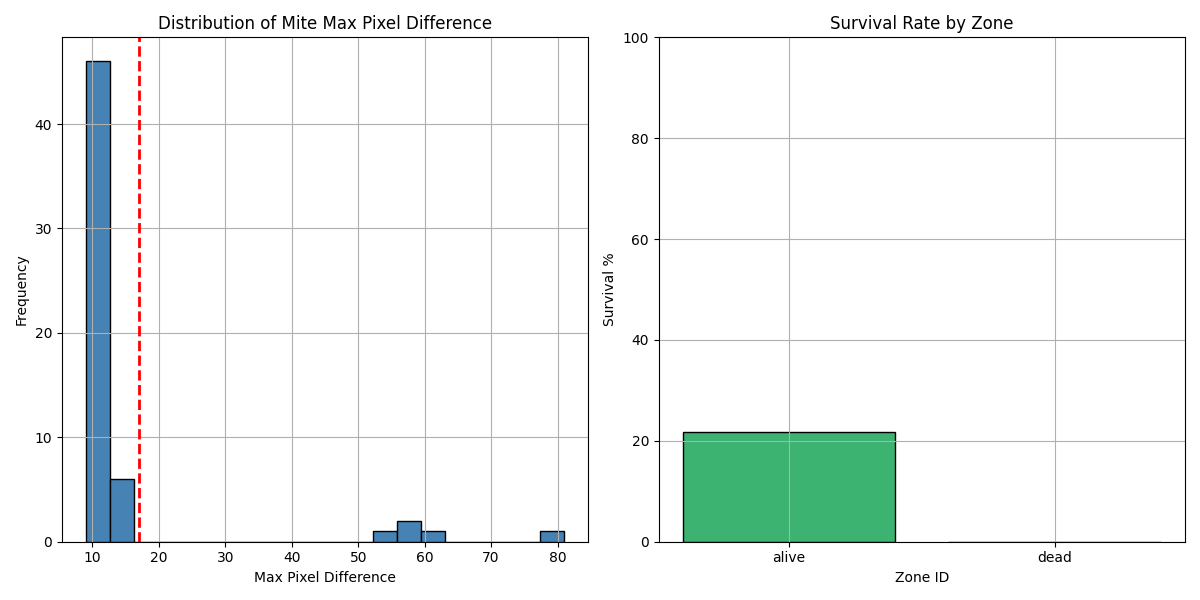 Distribution of Mite Max Pixel Difference
Frequency
40
30
20
10
0
10 20 30 40 50 60 70 80
Max Pixel Difference
Survival Rate by Zone
Survival %
100
80
60
40
20
0
alive dead
Zone ID